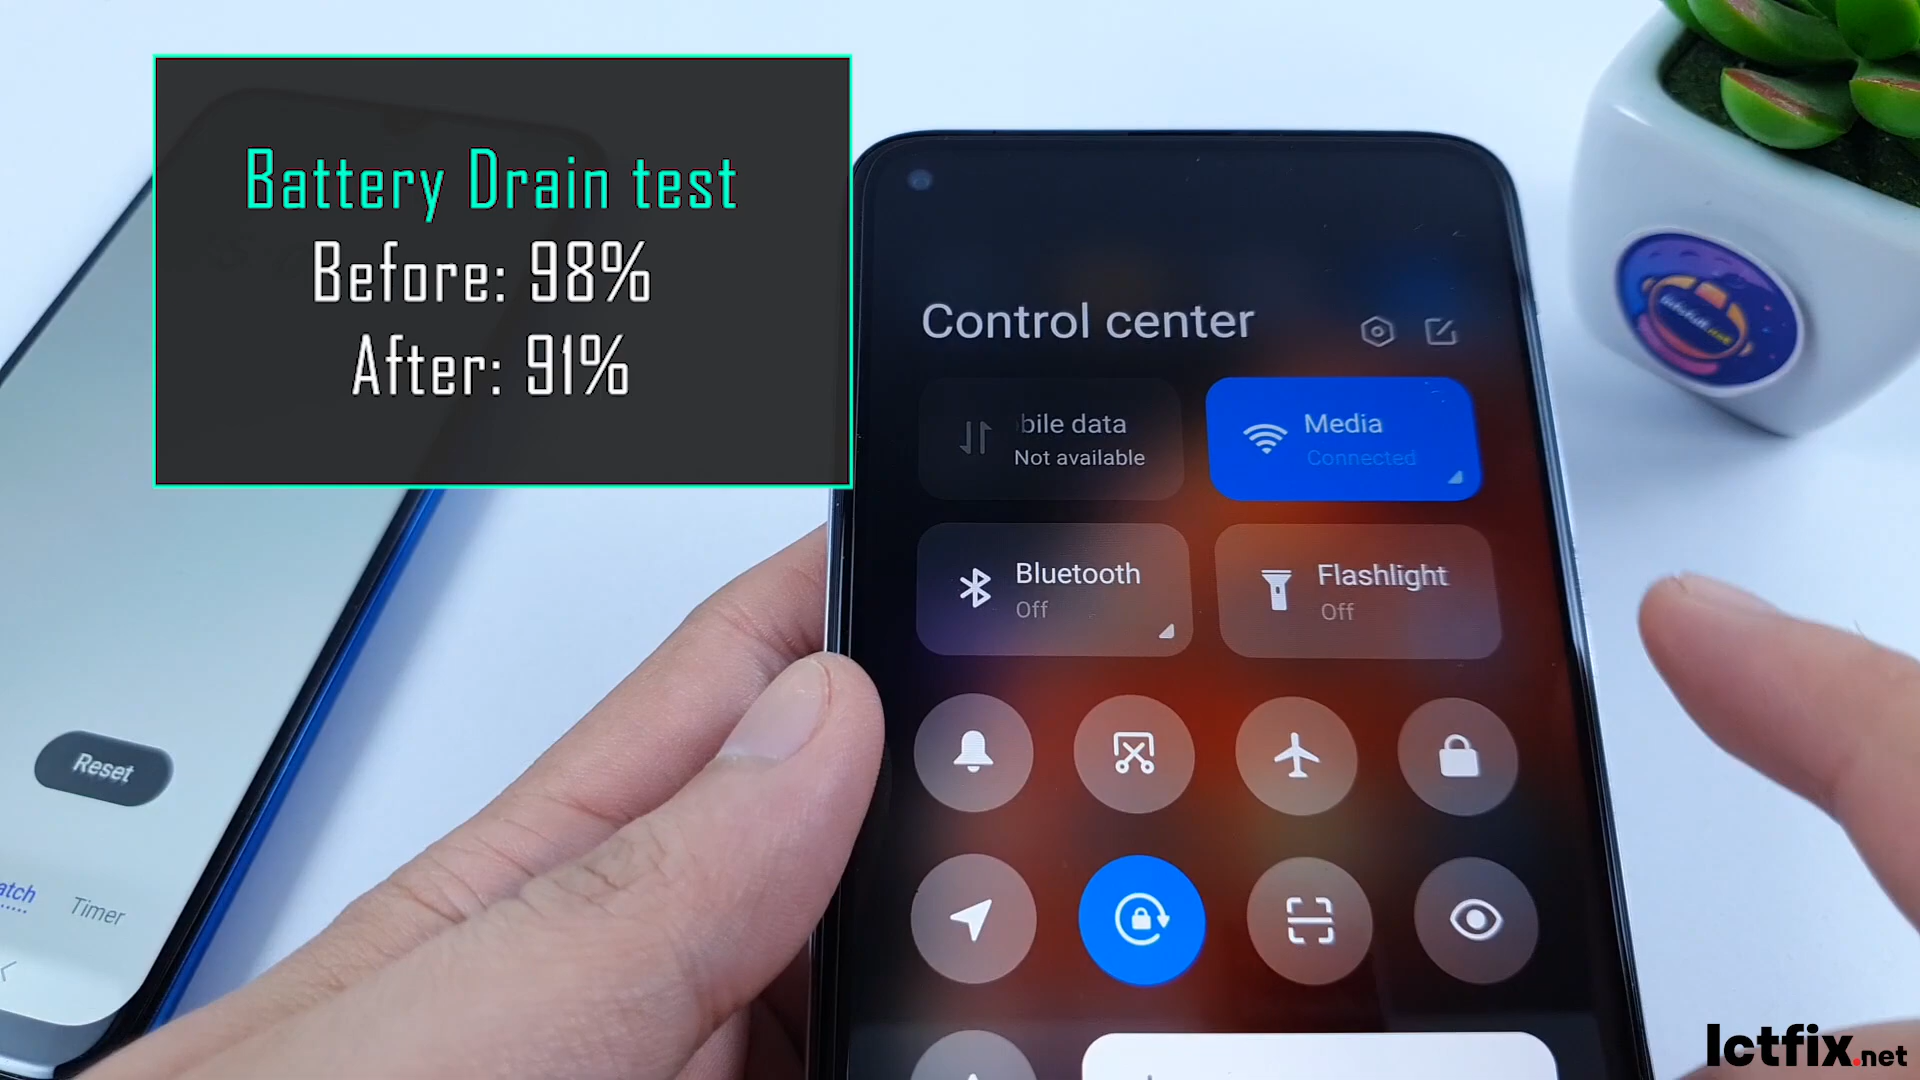 Battery Drain test
Before: 98%
After: 91%
Control center
bile data
Not available
Media
Connected
Bluetooth
Off
Flashlight
Off
Reset
atch
Timer
Ictfix.net